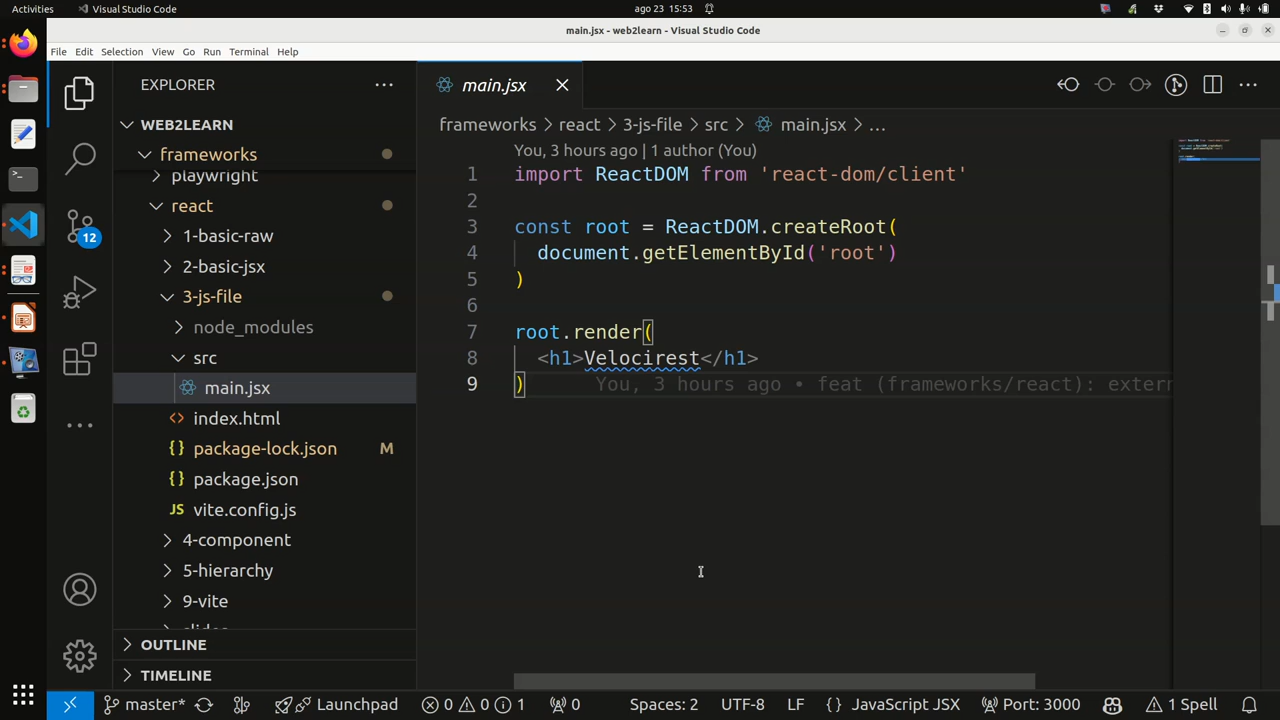 Activities
Visual Studio Code
ago 23 15:53
main.jsx - web2learn - Visual Studio Code
File Edit Selection View Go Run Terminal Help
EXPLORER
WEB2LEARN
frameworks
playwright
react
1-basic-raw
2-basic-jsx
3-js-file
node_modules
src
main.jsx
index.html
package-lock.json M
package.json
JS vite.config.js
4-component
5-hierarchy
9-vite
OUTLINE
TIMELINE
12
main.jsx
frameworks > react > 3-js-file > src > main.jsx > ...
You, 3 hours ago | 1 author (You)
1 import ReactDOM from 'react-dom/client'
2
3 const root = ReactDOM.createRoot(
4 document.getElementById('root')
5 )
6
7 root.render(
8 <h1>Velocirest</h1>
9 ) You, 3 hours ago • feat (frameworks/react): extern
master* Launchpad 0 0 1 0 Spaces: 2 UTF-8 LF {} JavaScript JSX Port: 3000 1 Spell